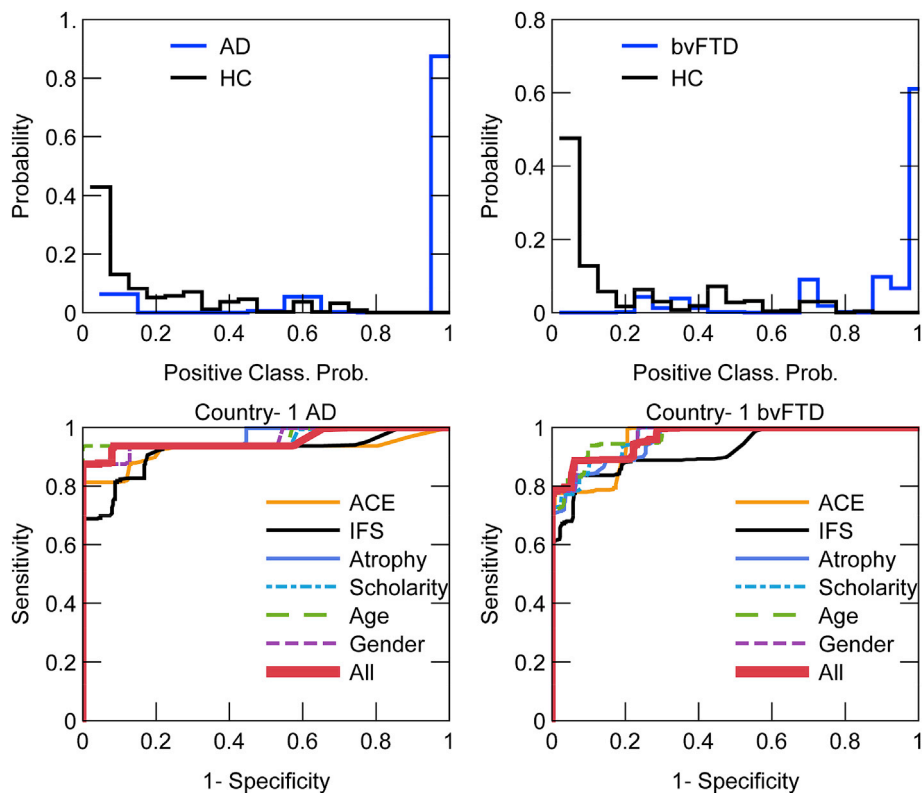 1.
0.8
0.6
0.4
0.2
0
0 0.2 0.4 0.6 0.8 1
Probability
Positive Class. Prob.
AD
HC
0.8
0.6
0.4
0.2
0
0 0.2 0.4 0.6 0.8 1
Probability
Positive Class. Prob.
bvFTD
HC
Country- 1 AD
1
0.8
0.6
0.4
0.2
0
0 0.2 0.4 0.6 0.8 1
Sensitivity
1- Specificity
ACE
IFS
Atrophy
Scholarity
Age
Gender
All
Country- 1 bvFTD
1
0.8
0.6
0.4
0.2
0
0 0.2 0.4 0.6 0.8 1
Sensitivity
1- Specificity
ACE
IFS
Atrophy
Scholarity
Age
Gender
All